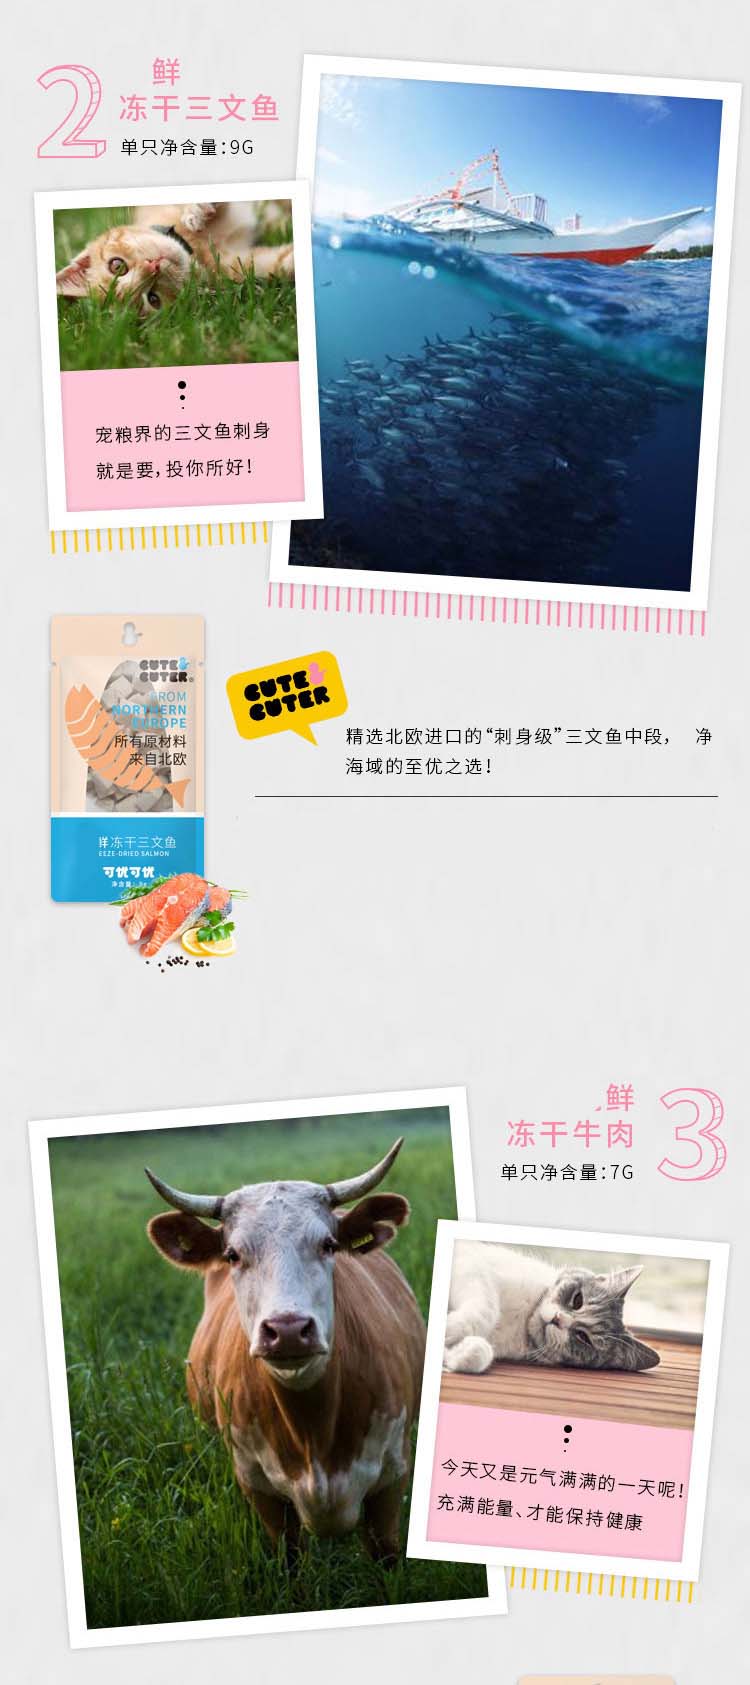 2
鲜
冻干三文鱼
单只净含量：9G
宠粮界的三文鱼刺身
就是要，投你所好！
CUTE
CUTER
FROM
NORTHERN
EUROPE
所有原材料
来自北欧
冻干三文鱼
EEZE-DRIED SALMON
可优可优
净含量：
CUTE
CUTER
精选北欧进口的“刺身级”三文鱼中段， 净
海域的至优之选！
鲜
冻干牛肉
单只净含量：7G
3
今天又是元气满满的一天呢！
充满能量、才能保持健康